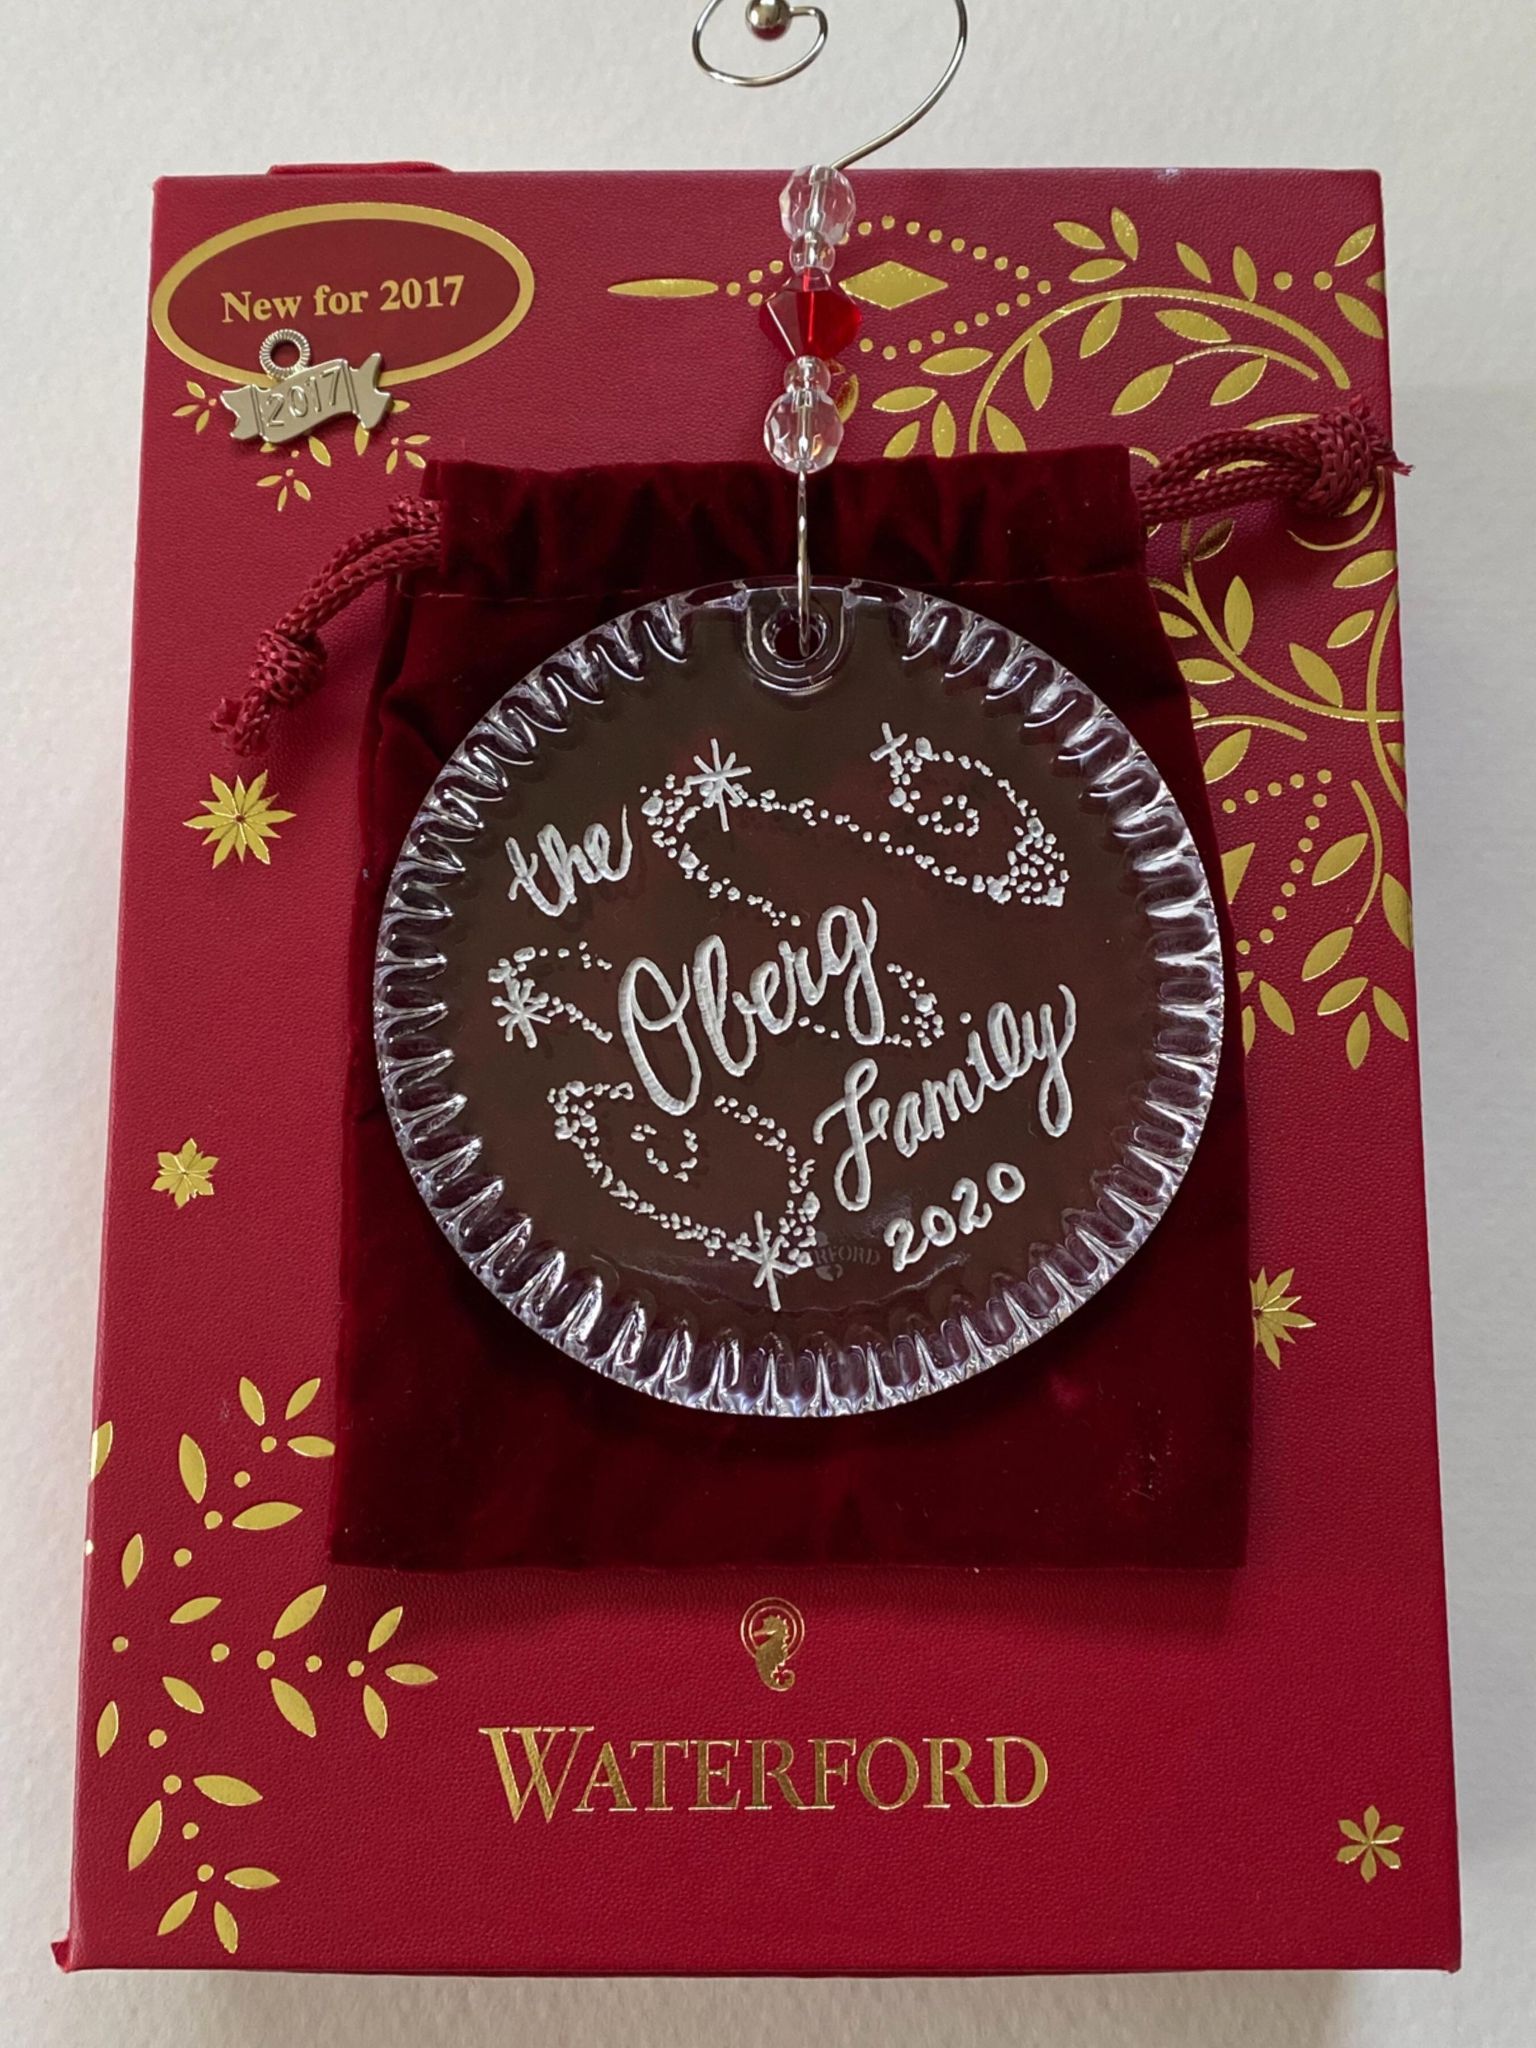 New for 2017
2017
the
Oberg
Family
2020
WATERFORD